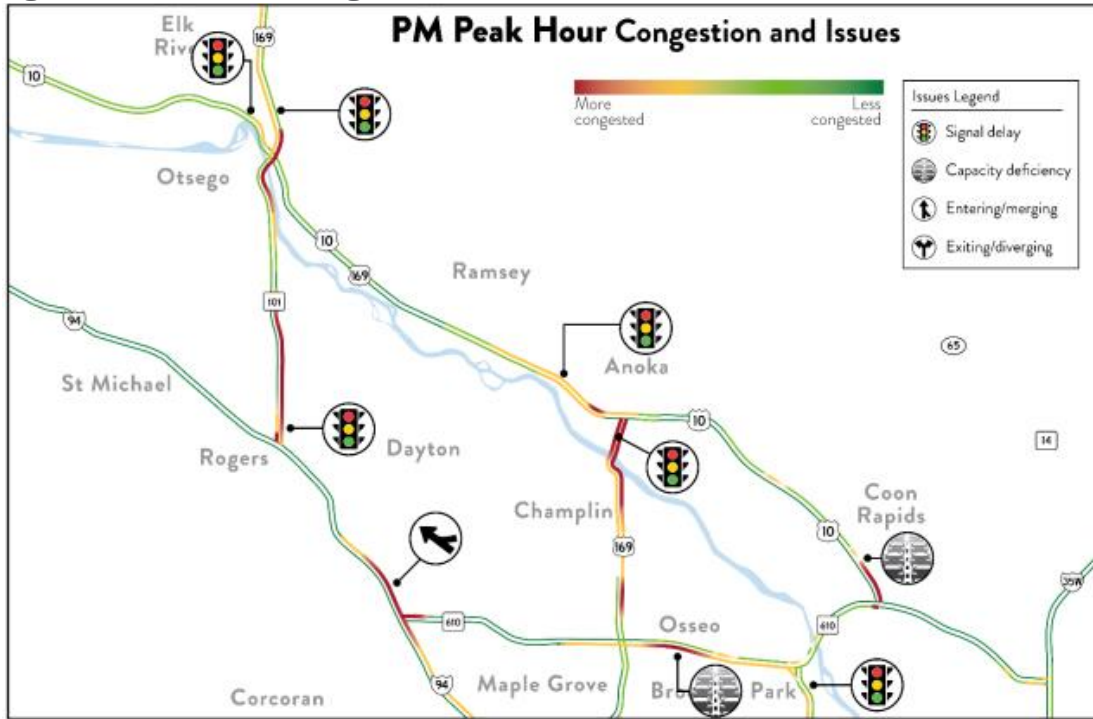 PM Peak Hour Congestion and Issues
More
congested
Less
congested
Issues Legend
Signal delay
Capacity deficiency
Entering/merging
Exiting/diverging
Elk
169
10
Otsego
10
169
Ramsey
101
94
65
St Michael
Anoka
10
14
Rogers
Dayton
Coon
Rapids
Champlin
10
169
35W
610
Osseo
610
94
Maple Grove
Park
Corcoran